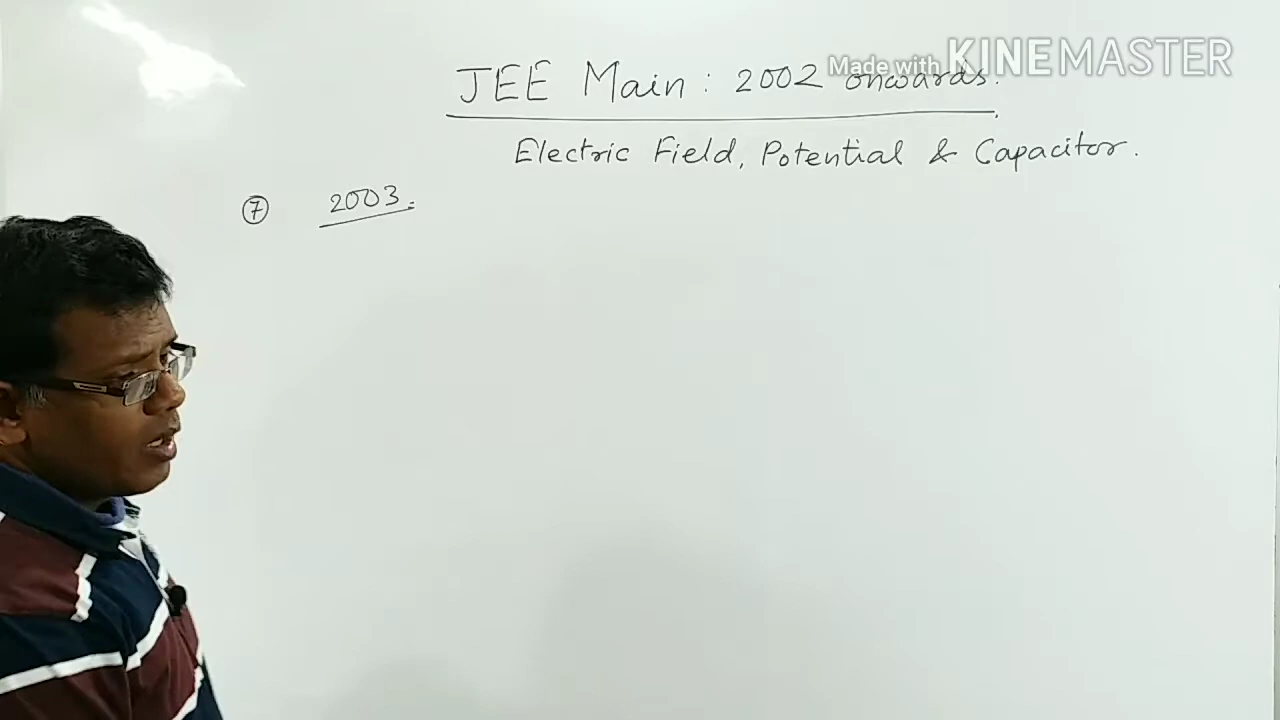 Made with KINEMASTER
JEE Main : 2002 onwards.
Electric Field, Potential & Capacitor.
7 2003.